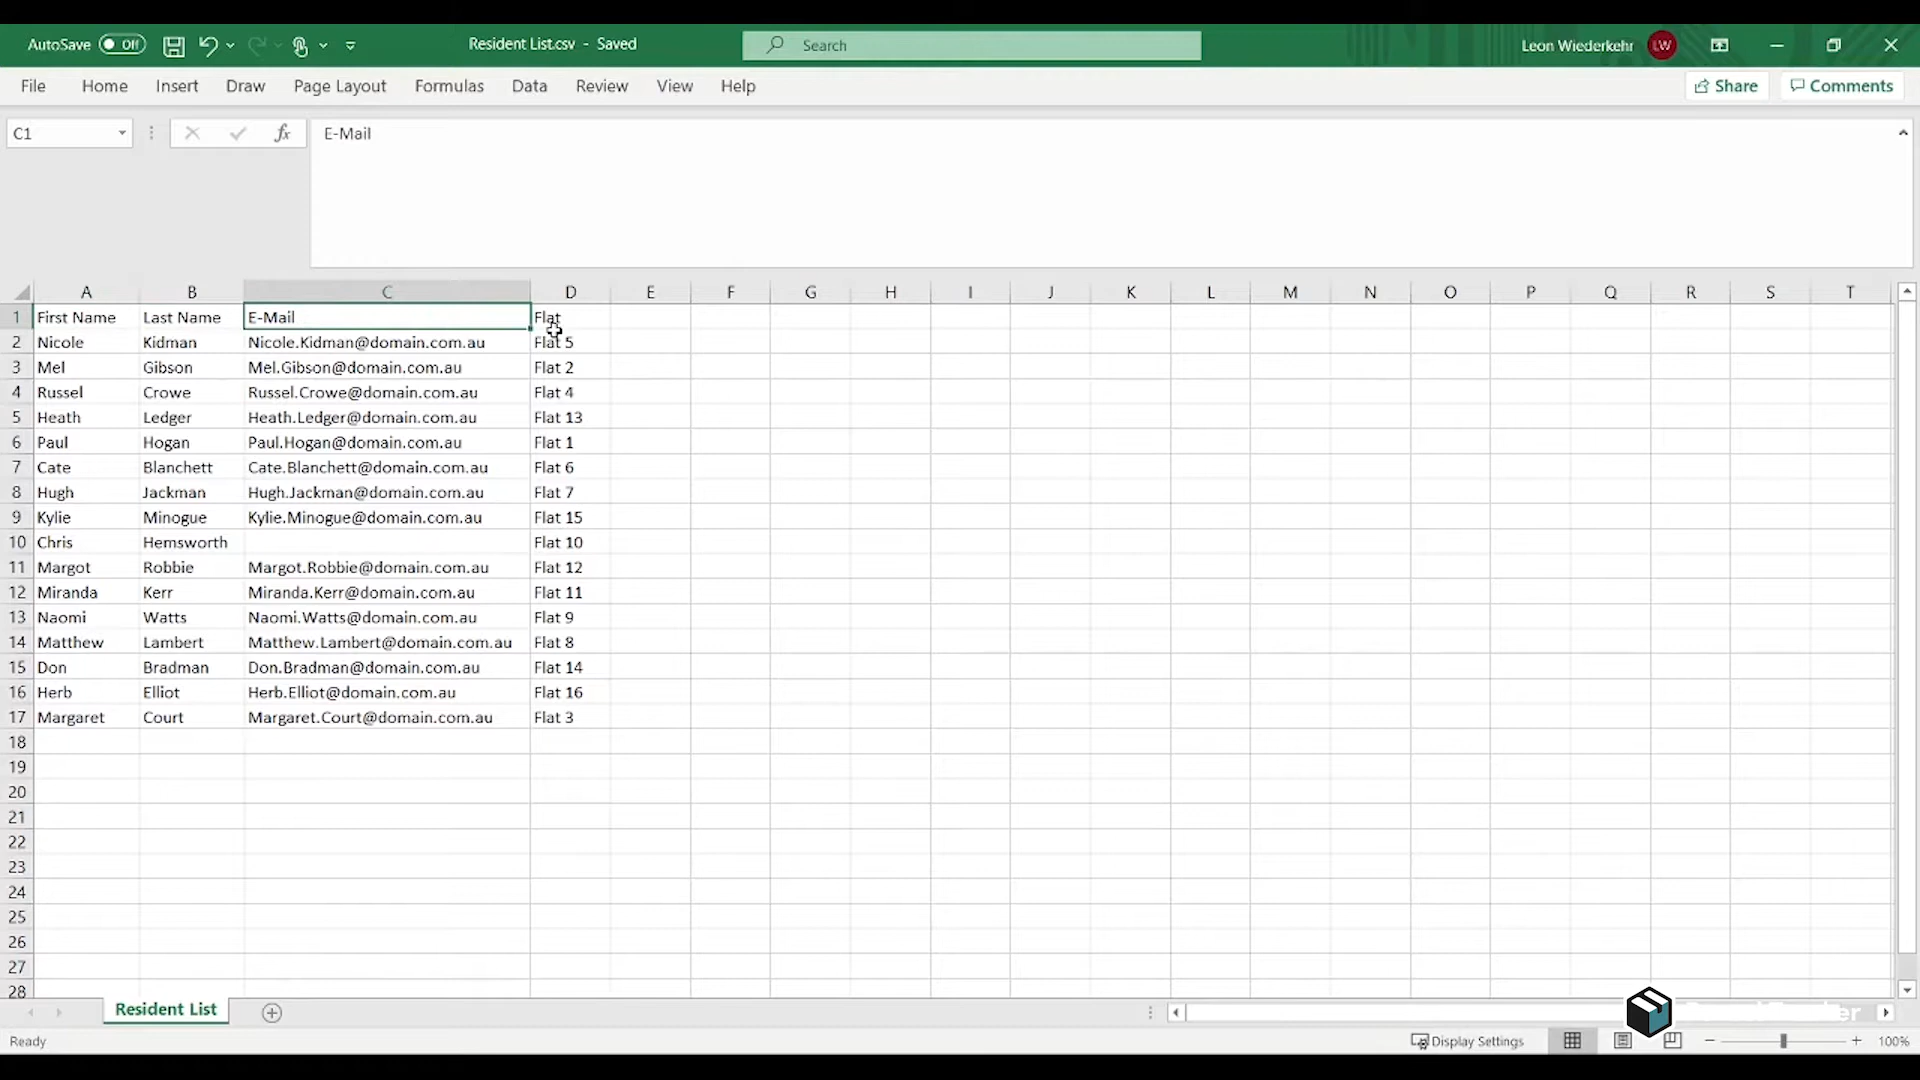 AutoSave Off Resident List.csv - Saved Search Leon Wiederkehr LW
File Home Insert Draw Page Layout Formulas Data Review View Help Share Comments
C1 fx E-Mail
A B C D E F G H I J K L M N O P Q R S T
1 First Name Last Name E-Mail Flat
2 Nicole Kidman Nicole.Kidman@domain.com.au Flat 5
3 Mel Gibson Mel.Gibson@domain.com.au Flat 2
4 Russel Crowe Russel.Crowe@domain.com.au Flat 4
5 Heath Ledger Heath.Ledger@domain.com.au Flat 13
6 Paul Hogan Paul.Hogan@domain.com.au Flat 1
7 Cate Blanchett Cate.Blanchett@domain.com.au Flat 6
8 Hugh Jackman Hugh.Jackman@domain.com.au Flat 7
9 Kylie Minogue Kylie.Minogue@domain.com.au Flat 15
10 Chris Hemsworth Flat 10
11 Margot Robbie Margot.Robbie@domain.com.au Flat 12
12 Miranda Kerr Miranda.Kerr@domain.com.au Flat 11
13 Naomi Watts Naomi.Watts@domain.com.au Flat 9
14 Matthew Lambert Matthew.Lambert@domain.com.au Flat 8
15 Don Bradman Don.Bradman@domain.com.au Flat 14
16 Herb Elliot Herb.Elliot@domain.com.au Flat 16
17 Margaret Court Margaret.Court@domain.com.au Flat 3
18
19
20
21
22
23
24
25
26
27
28
Resident List
Ready Display Settings 100%